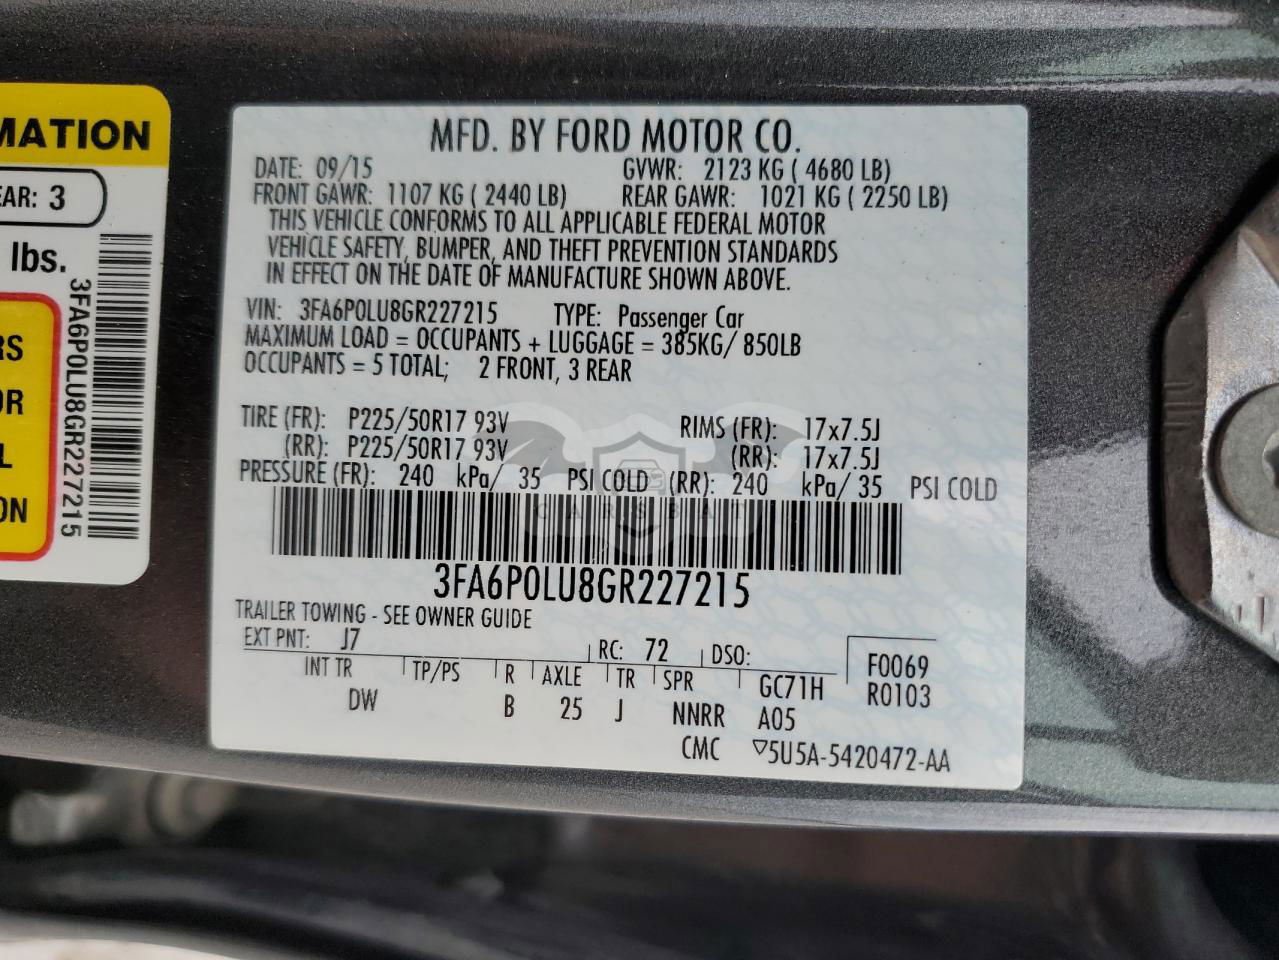 MATION
EAR: 3
lbs.
3FA6P0LU8GR227215
RS
OR
L
ON
MFD. BY FORD MOTOR CO.
DATE: 09/15 GVWR: 2123 KG ( 4680 LB)
FRONT GAWR: 1107 KG ( 2440 LB) REAR GAWR: 1021 KG ( 2250 LB)
THIS VEHICLE CONFORMS TO ALL APPLICABLE FEDERAL MOTOR
VEHICLE SAFETY, BUMPER, AND THEFT PREVENTION STANDARDS
IN EFFECT ON THE DATE OF MANUFACTURE SHOWN ABOVE.
VIN: 3FA6P0LU8GR227215 TYPE: Passenger Car
MAXIMUM LOAD = OCCUPANTS + LUGGAGE = 385KG/ 850LB
OCCUPANTS = 5 TOTAL; 2 FRONT, 3 REAR
TIRE (FR): P225/50R17 93V RIMS (FR): 17x7.5J
(RR): P225/50R17 93V (RR): 17x7.5J
PRESSURE (FR): 240 kPa/ 35 PSI COLD (RR): 240 kPa/ 35 PSI COLD
CARSBAT
3FA6P0LU8GR227215
TRAILER TOWING - SEE OWNER GUIDE
EXT PNT: J7 RC: 72 DSO: F0069
INT TR TP/PS R AXLE TR SPR GC71H R0103
DW B 25 J NNRR A05
CMC ▽5U5A-5420472-AA